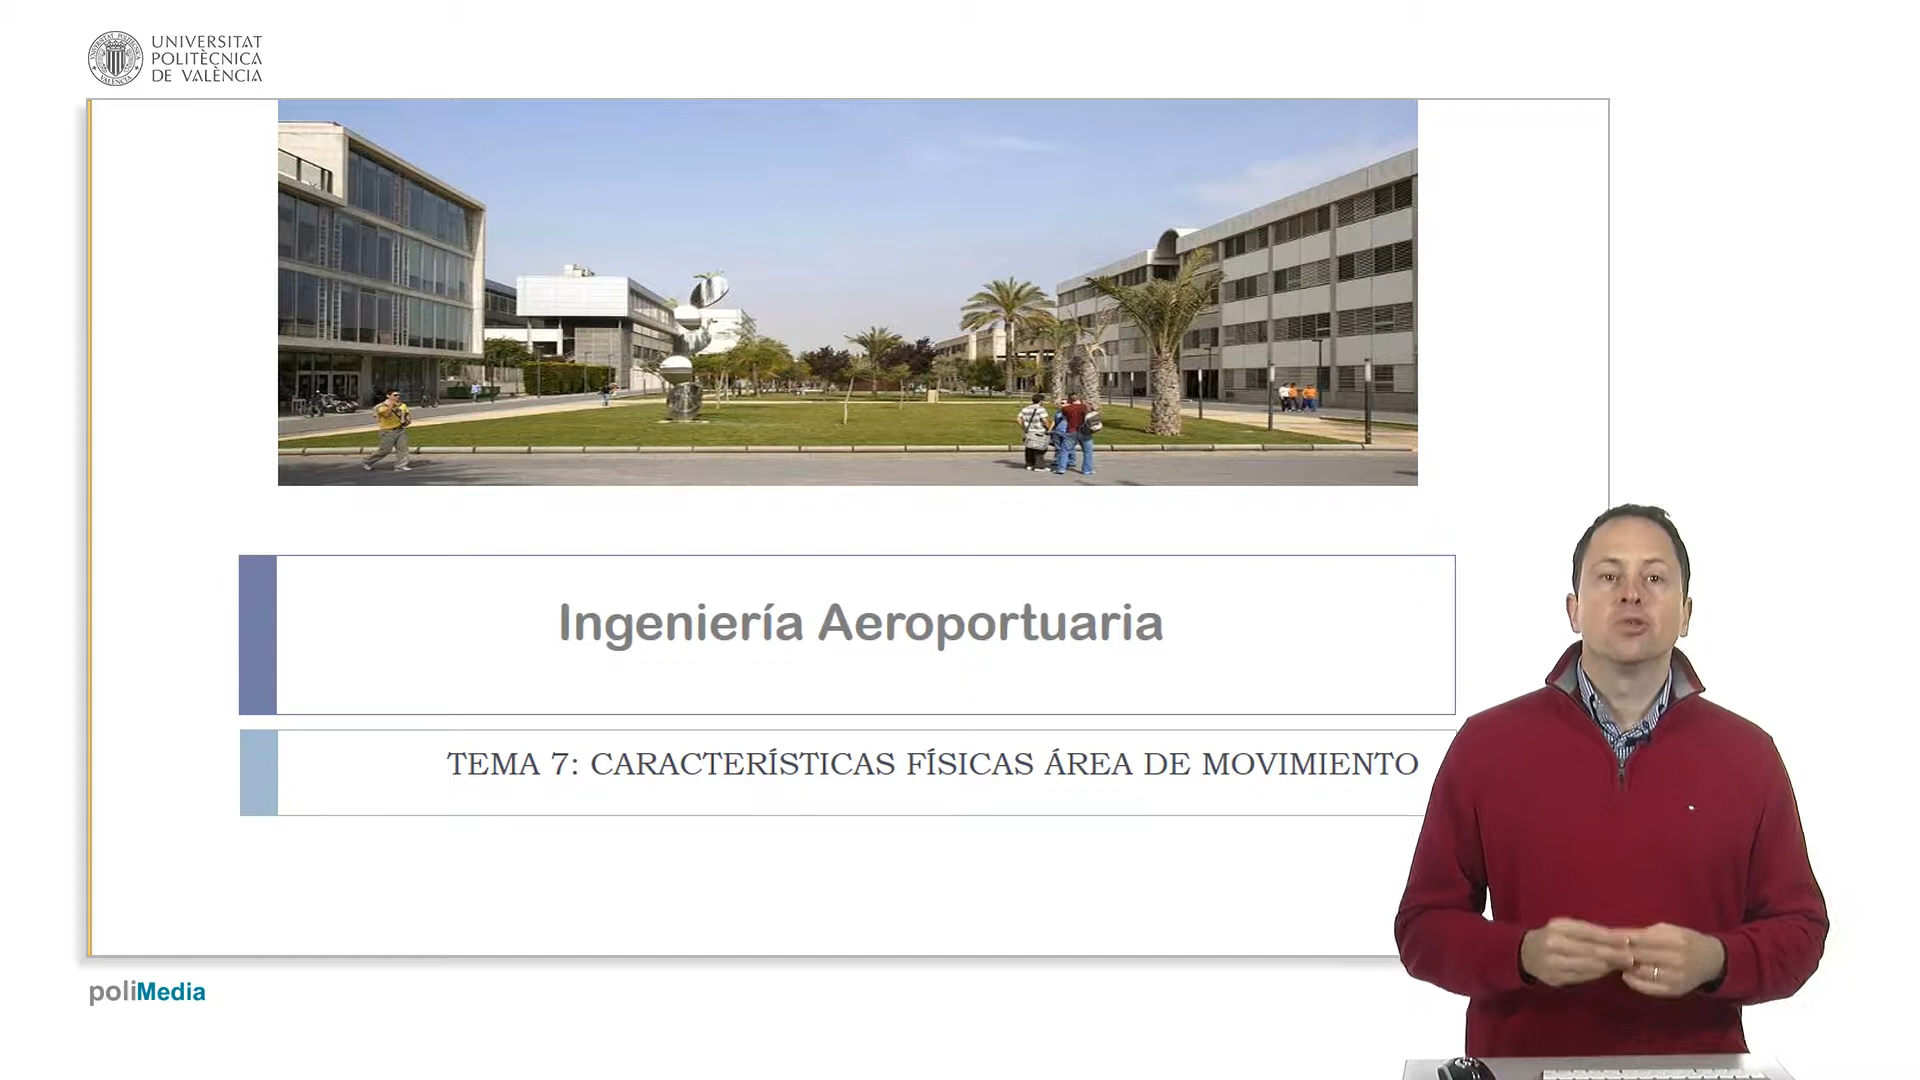 UNIVERSITAT
POLITÈCNICA
DE VALÈNCIA
Ingeniería Aeroportuaria
TEMA 7: CARACTERÍSTICAS FÍSICAS ÁREA DE MOVIMIENTO
poliMedia